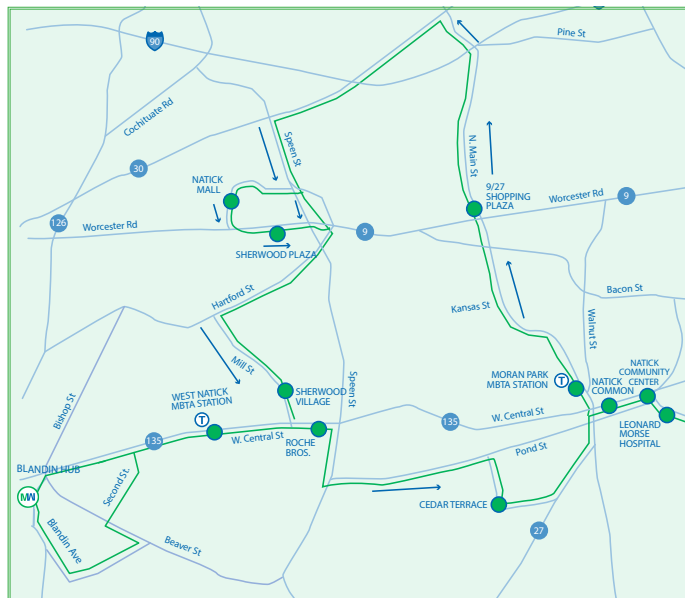 90
Pine St
Cochituate Rd
Speen St
N. Main St
30
NATICK
MALL
9/27
SHOPPING
PLAZA
Worcester Rd
9
126
Worcester Rd
9
SHERWOOD PLAZA
Hartford St
Bacon St
Kansas St
Walnut St
Mill St
MORAN PARK
MBTA STATION
T
NATICK
COMMUNITY
CENTER
NATICK
COMMON
Bishop St
WEST NATICK
MBTA STATION
T
SHERWOOD
VILLAGE
Speen St
W. Central St
135
LEONARD
MORSE
HOSPITAL
135
W. Central St
ROCHE
BROS.
Pond St
BLANDIN HUB
MW
Second St.
CEDAR TERRACE
27
Blandin Ave
Beaver St